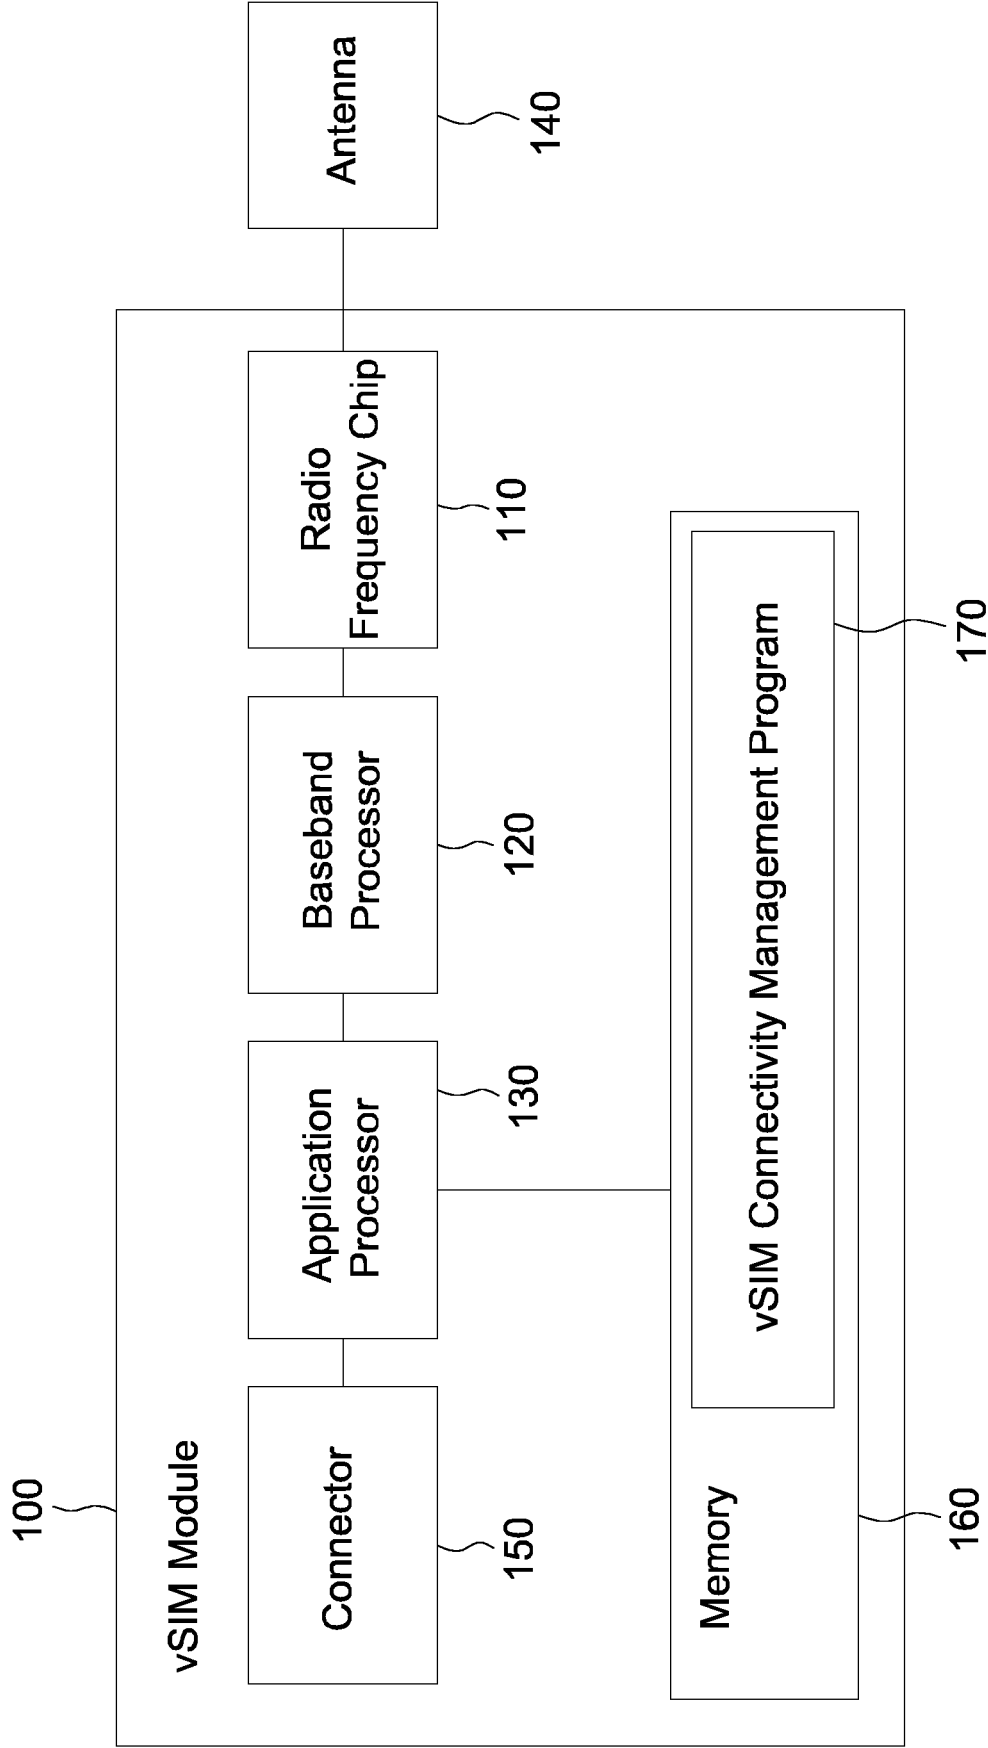 100
vSIM Module
Connector
150
Application
Processor
130
Baseband
Processor
120
Radio
Frequency Chip
110
Antenna
140
Memory
160
vSIM Connectivity Management Program
170